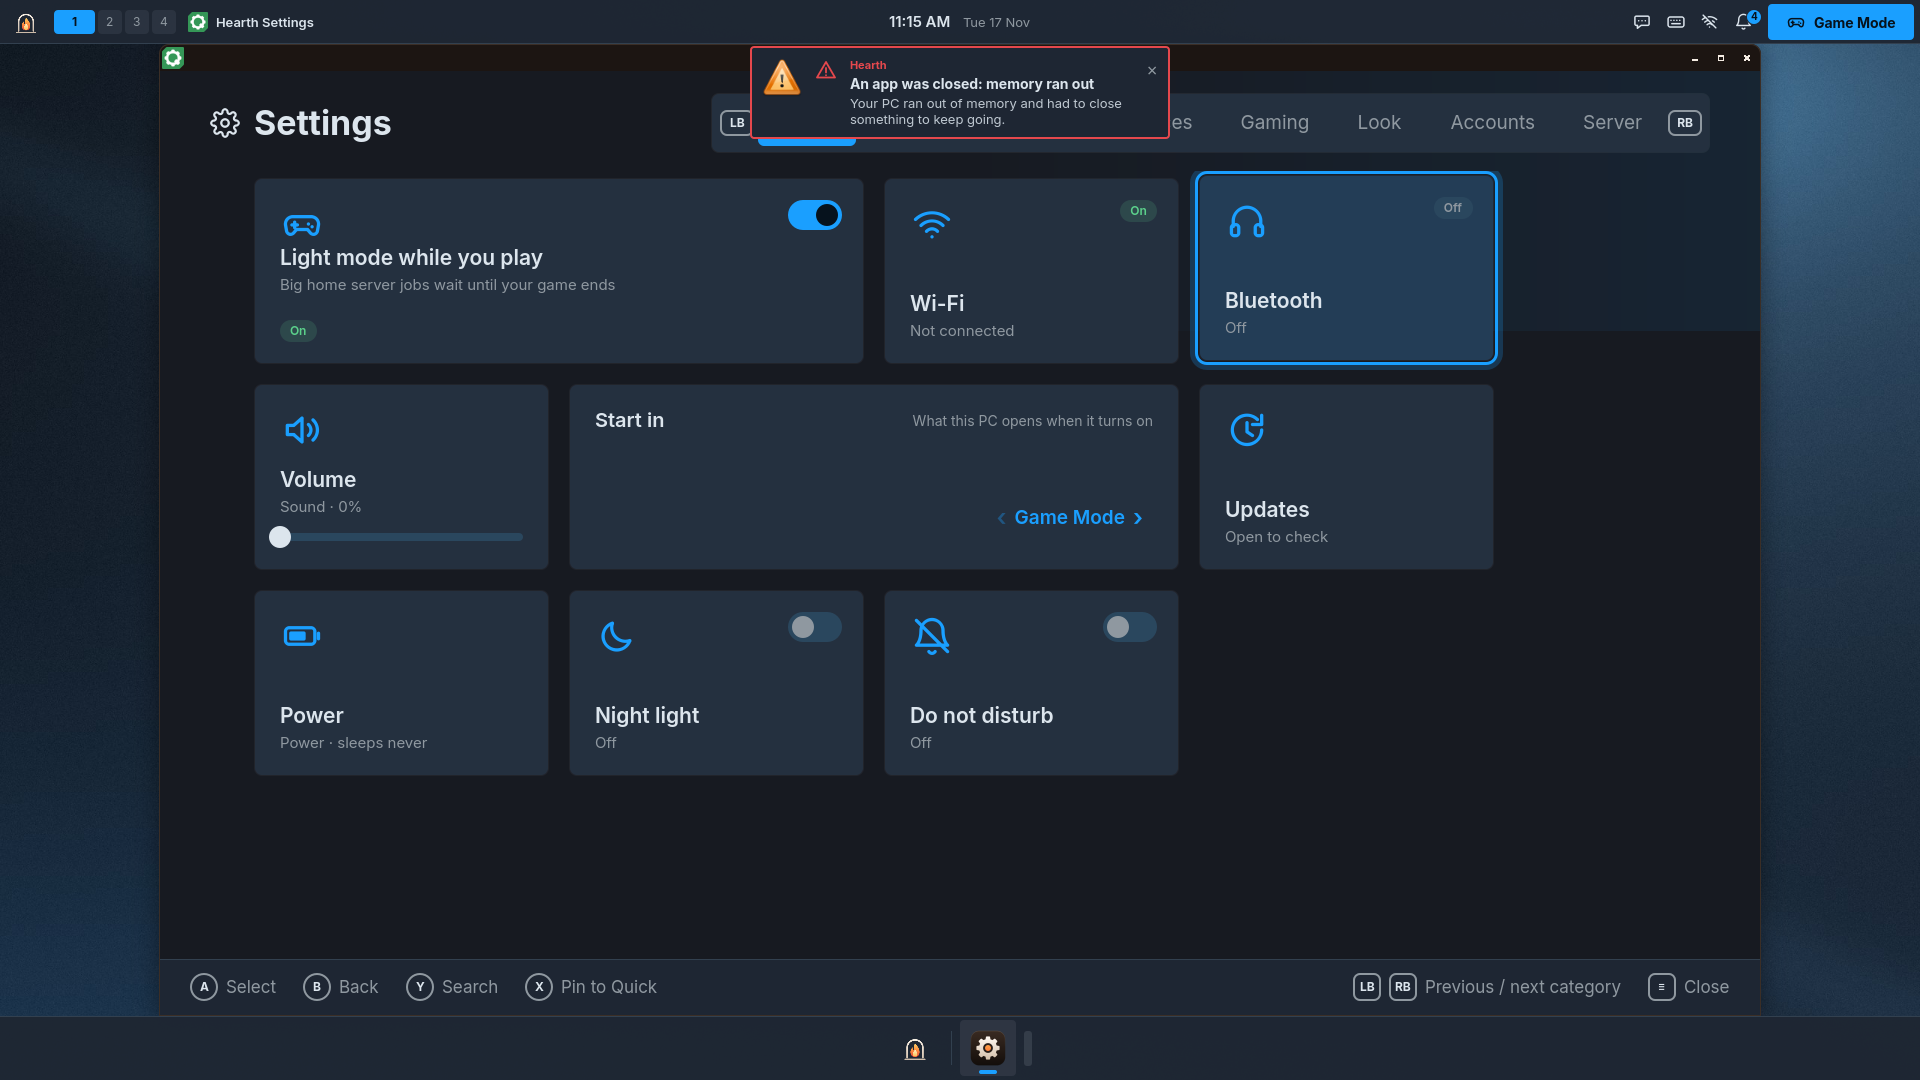 1 2 3 4 Hearth Settings 11:15 AM Tue 17 Nov 4 Game Mode
Hearth
An app was closed: memory ran out
Your PC ran out of memory and had to close
something to keep going.
Settings
LB Gaming Look Accounts Server RB
Light mode while you play
Big home server jobs wait until your game ends
On
Wi-Fi
Not connected
On
Bluetooth
Off
Off
Volume
Sound · 0%
Start in
What this PC opens when it turns on
Game Mode
Updates
Open to check
Power
Power · sleeps never
Night light
Off
Do not disturb
Off
A Select B Back Y Search X Pin to Quick LB RB Previous / next category Close